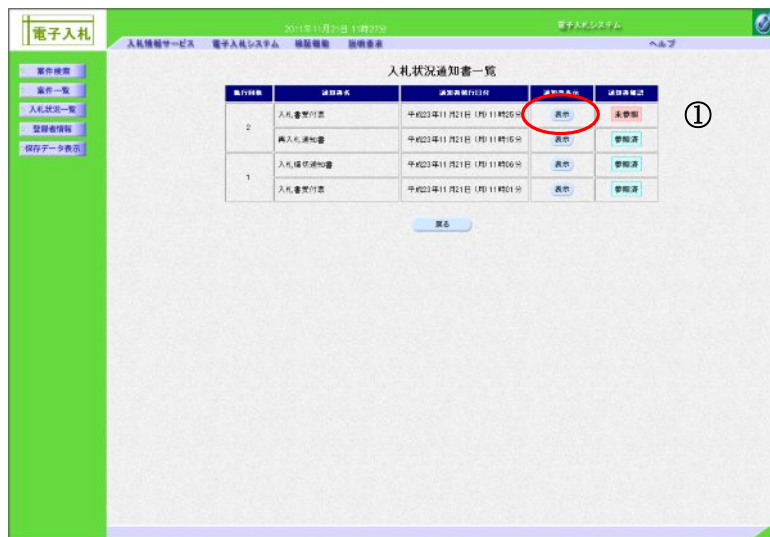 電子入札
2011年11月21日 11時27分
電子入札システム
入札情報サービス 電子入札システム 検証機能 説明要求
ヘルプ
案件検索
案件一覧
入札状況一覧
登録者情報
保存データ表示
入札状況通知書一覧
執行回数 通知書名 通知書発行日付 通知書表示 通知書確認
2 入札書受付票 平成23年11月21日 (月) 11時25分 表示 未参照
再入札通知書 平成23年11月21日 (月) 11時15分 表示 参照済
1 入札締切通知書 平成23年11月21日 (月) 11時06分 表示 参照済
入札書受付票 平成23年11月21日 (月) 11時01分 表示 参照済
①
戻る